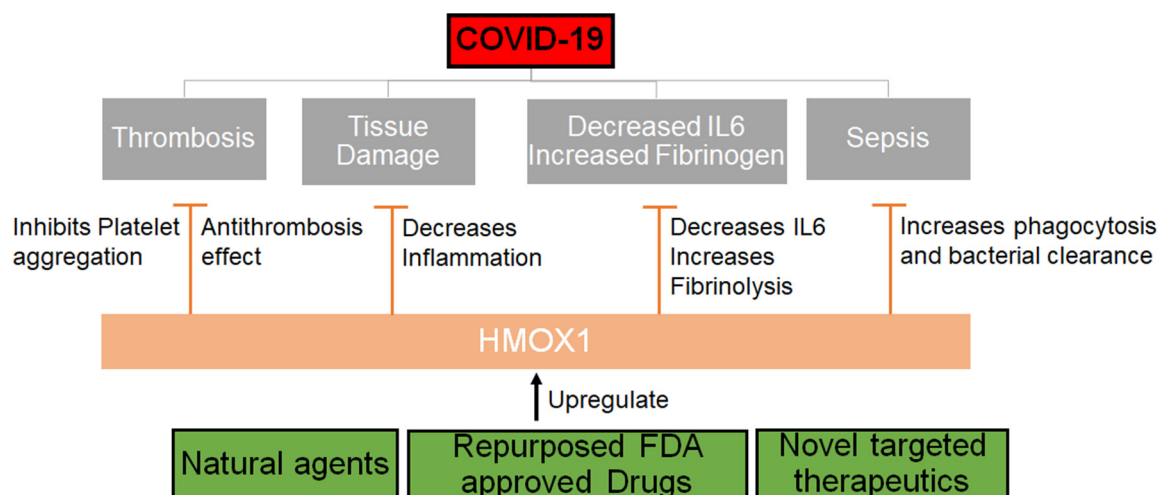 COVID-19
Thrombosis
Tissue
Damage
Decreased IL6
Increased Fibrinogen
Sepsis
Inhibits Platelet
aggregation
Antithrombosis
effect
Decreases
Inflammation
Decreases IL6
Increases
Fibrinolysis
Increases phagocytosis
and bacterial clearance
HMOX1
Upregulate
Natural agents
Repurposed FDA
approved Drugs
Novel targeted
therapeutics